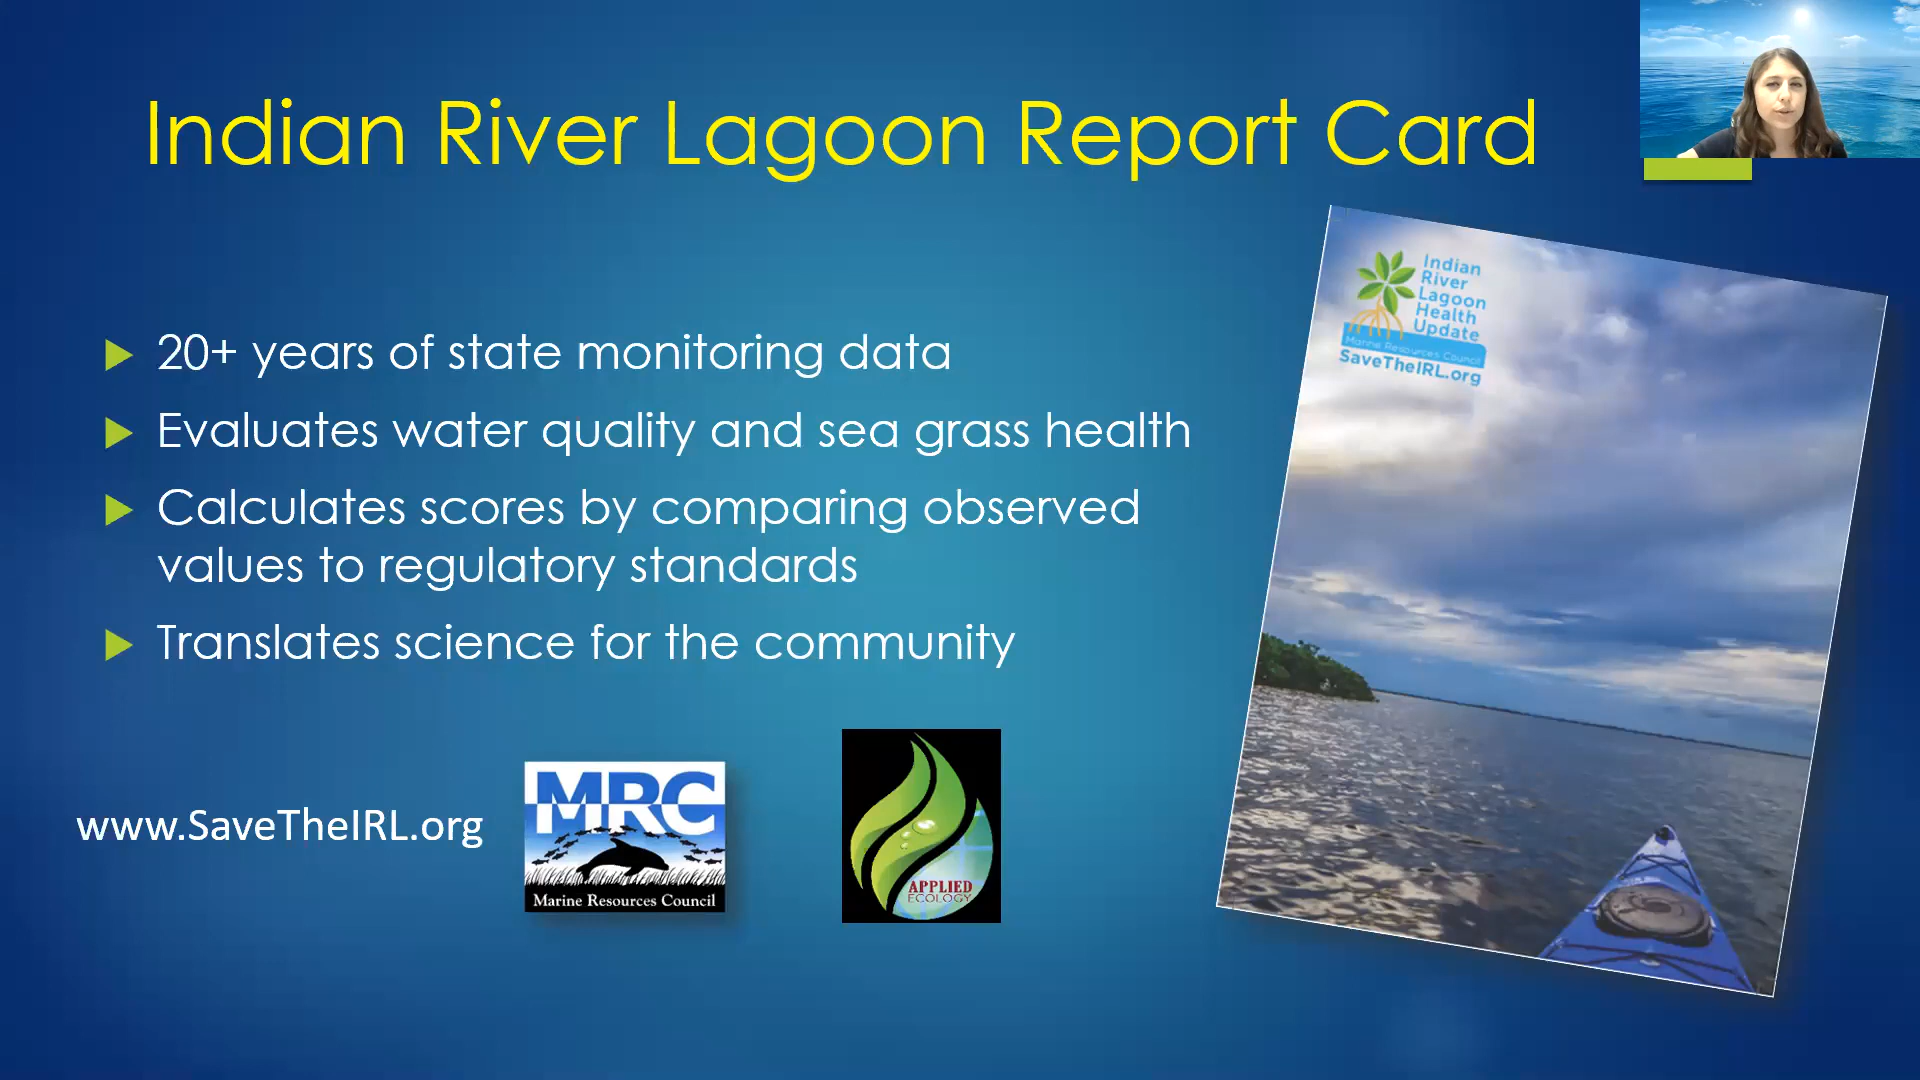 Indian River Lagoon Report Card
20+ years of state monitoring data
Evaluates water quality and sea grass health
Calculates scores by comparing observed
values to regulatory standards
Translates science for the community
www.SaveTheIRL.org
MRC
Marine Resources Council
APPLIED
ECOLOGY
Indian
River
Lagoon
Health
Update
Marine Resources Council
SaveTheIRL.org